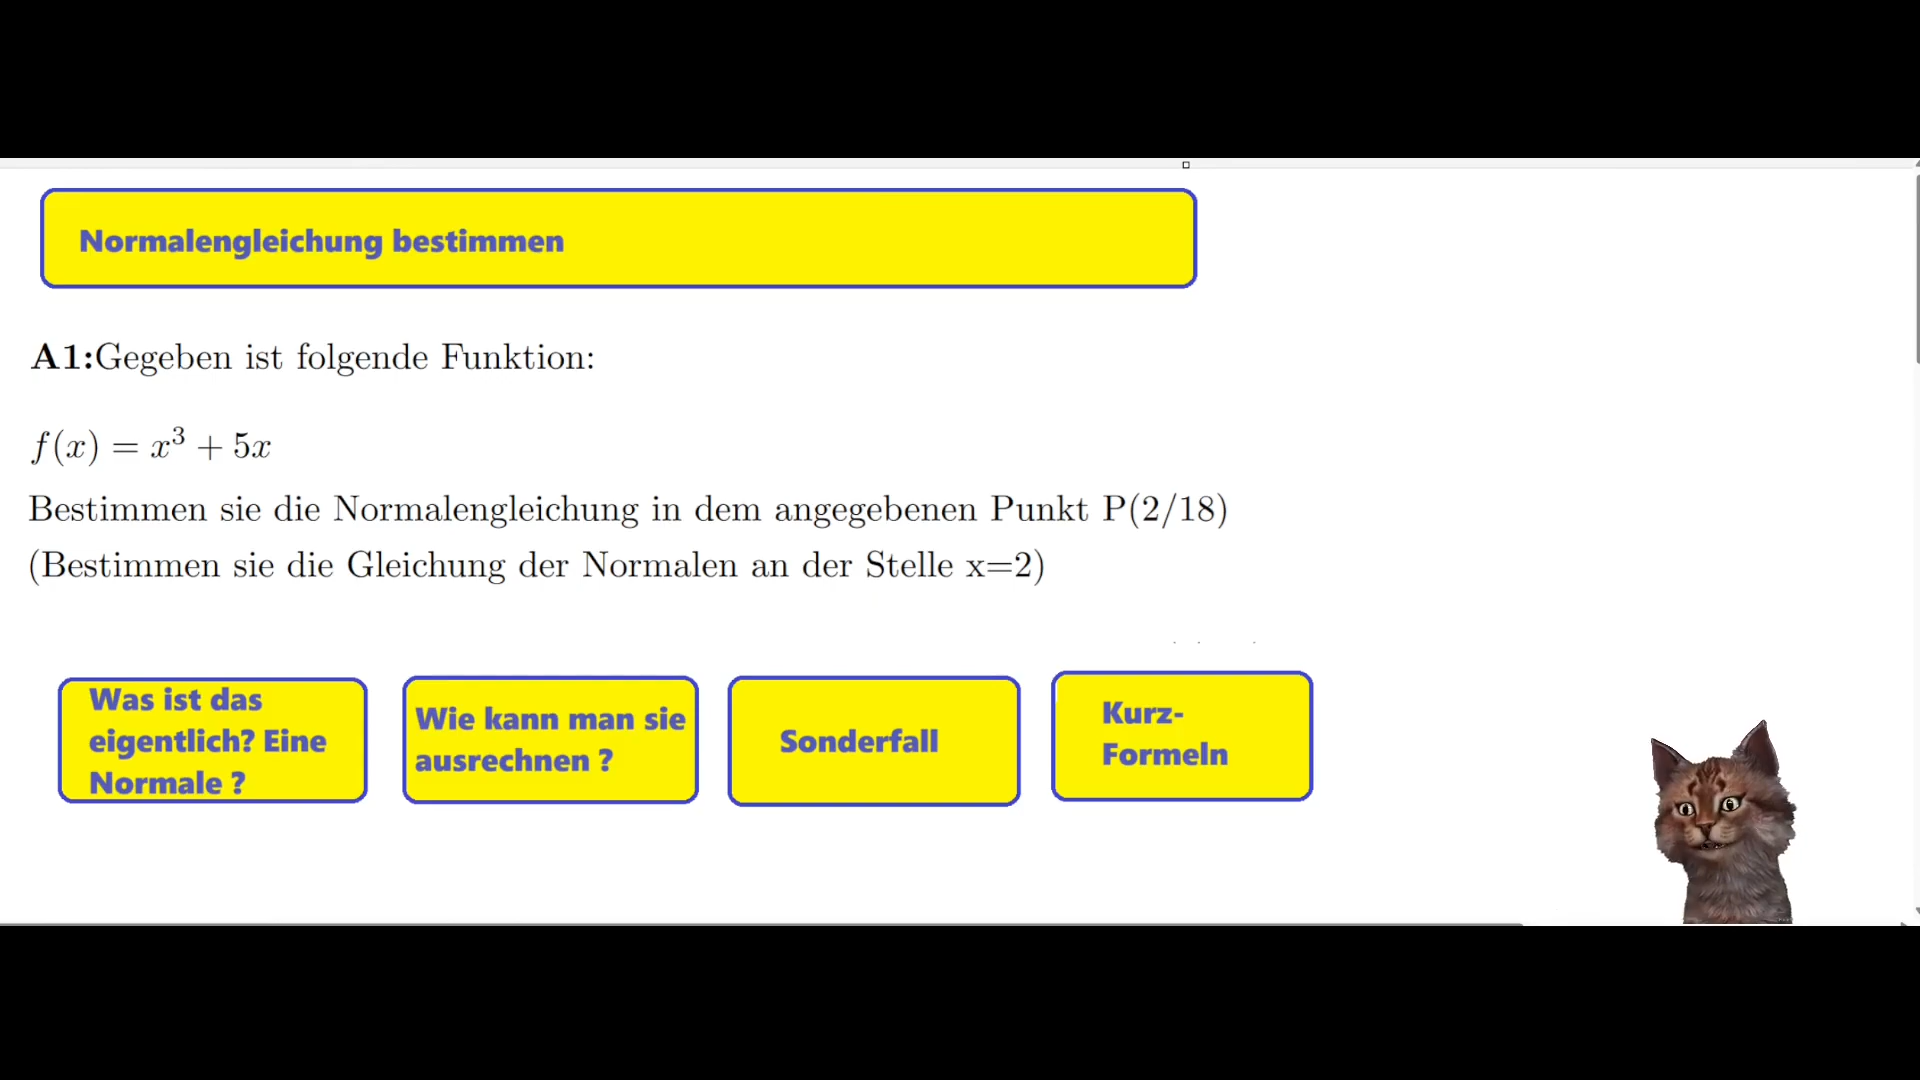 Normalengleichung bestimmen
A1:Gegeben ist folgende Funktion:
f(x) = x³ + 5x
Bestimmen sie die Normalengleichung in dem angegebenen Punkt P(2/18)
(Bestimmen sie die Gleichung der Normalen an der Stelle x=2)
Was ist das
eigentlich? Eine
Normale ?
Wie kann man sie
ausrechnen ?
Sonderfall
Kurz-
Formeln